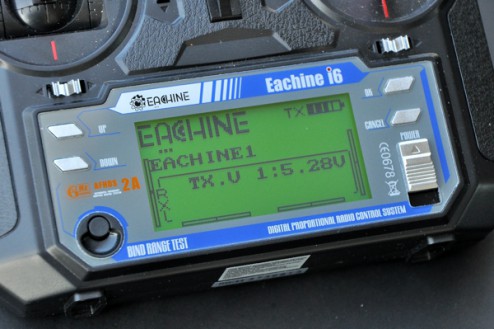 EACHINE
Eachine i6
UP
DOWN
OK
CANCEL
POWER
EACHINE
TX
EACHINE1
TX.V 1:5.28V
AFHDS
2A
CE0678
BIND RANGE TEST
DIGITAL PROPORTIONAL RADIO CONTROL SYSTEM